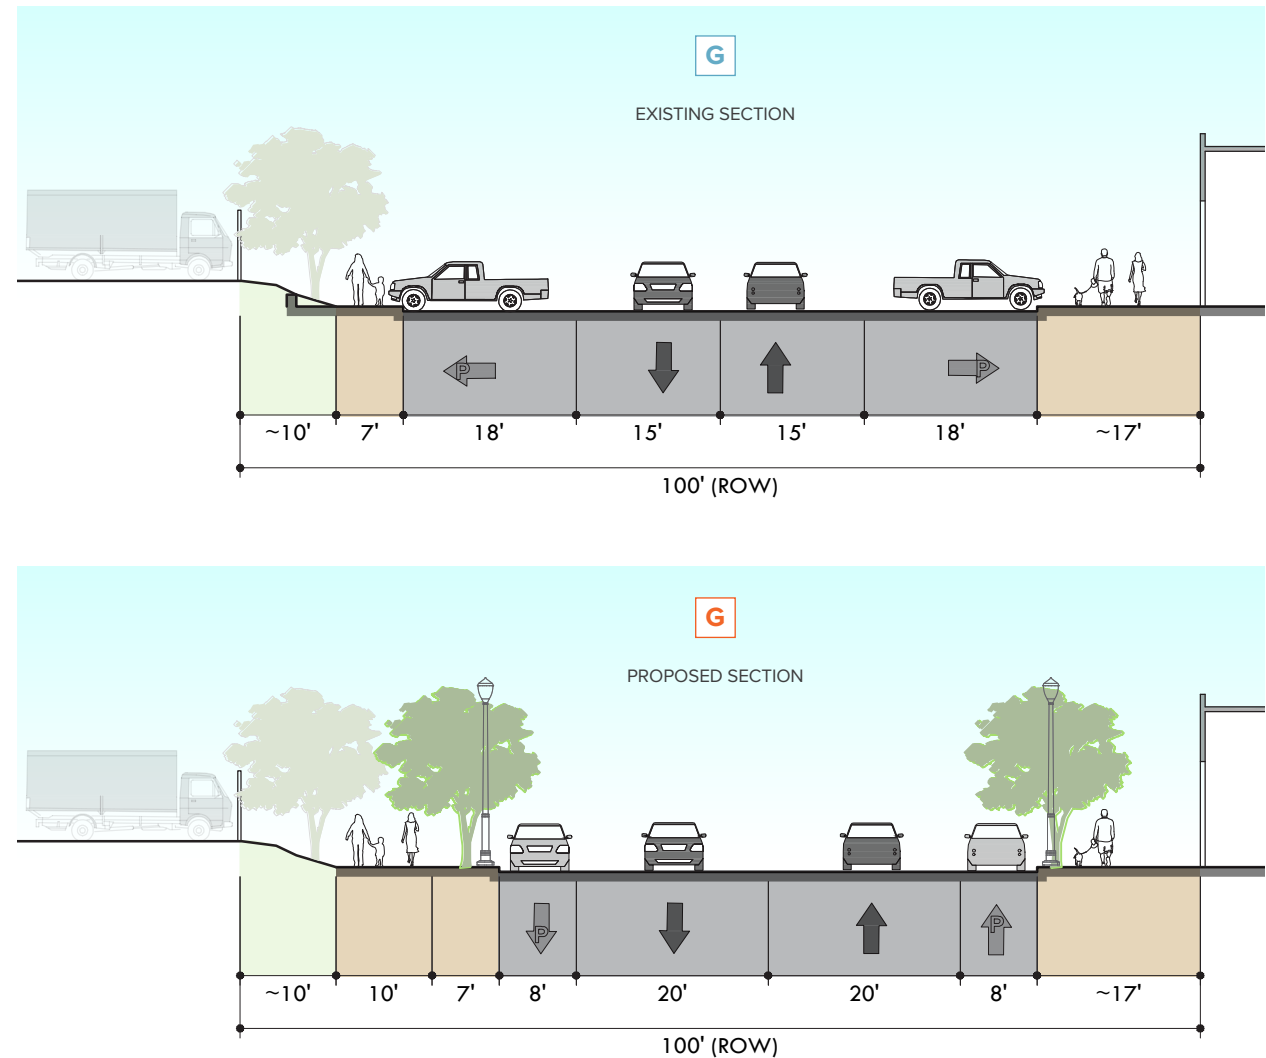 G
EXISTING SECTION
P P
~10' 7' 18' 15' 15' 18' ~17'
100' (ROW)
G
PROPOSED SECTION
P P
~10' 10' 7' 8' 20' 20' 8' ~17'
100' (ROW)